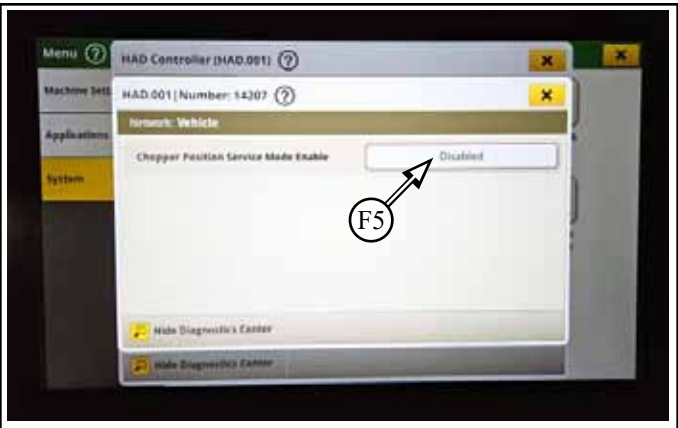 Menu ?
HAD Controller (HAD.001) ?
Machine Sett
HAD.001 | Number: 14207 ?
Network: Vehicle
Applications
Chopper Position Service Mode Enable
Disabled
System
F5
Hide Diagnostics Center
Hide Diagnostics Center